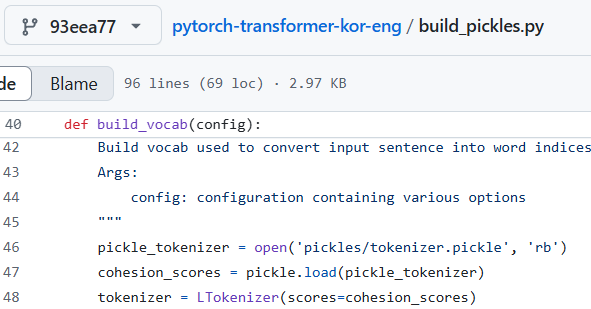 93eea77 pytorch-transformer-kor-eng / build_pickles.py
de Blame 96 lines (69 loc) · 2.97 KB
40 def build_vocab(config):
42 Build vocab used to convert input sentence into word indices
43 Args:
44 config: configuration containing various options
45 """
46 pickle_tokenizer = open('pickles/tokenizer.pickle', 'rb')
47 cohesion_scores = pickle.load(pickle_tokenizer)
48 tokenizer = LTokenizer(scores=cohesion_scores)